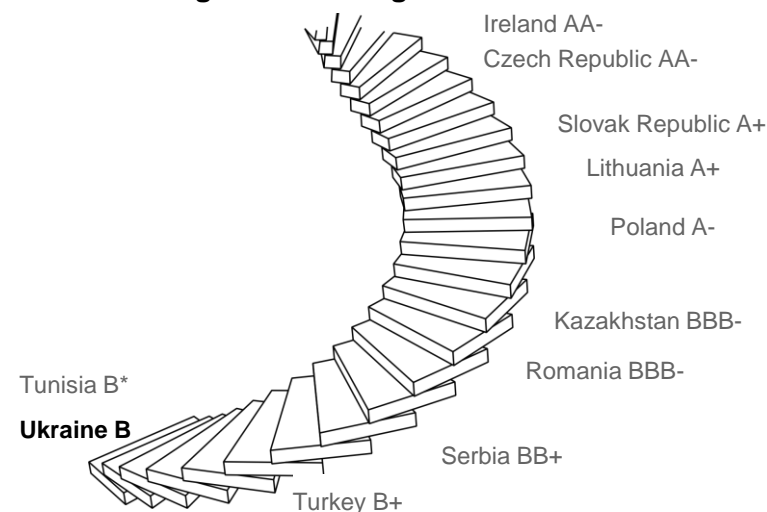 Ireland AA-
Czech Republic AA-
Slovak Republic A+
Lithuania A+
Poland A-
Kazakhstan BBB-
Romania BBB-
Tunisia B*
Ukraine B
Serbia BB+
Turkey B+